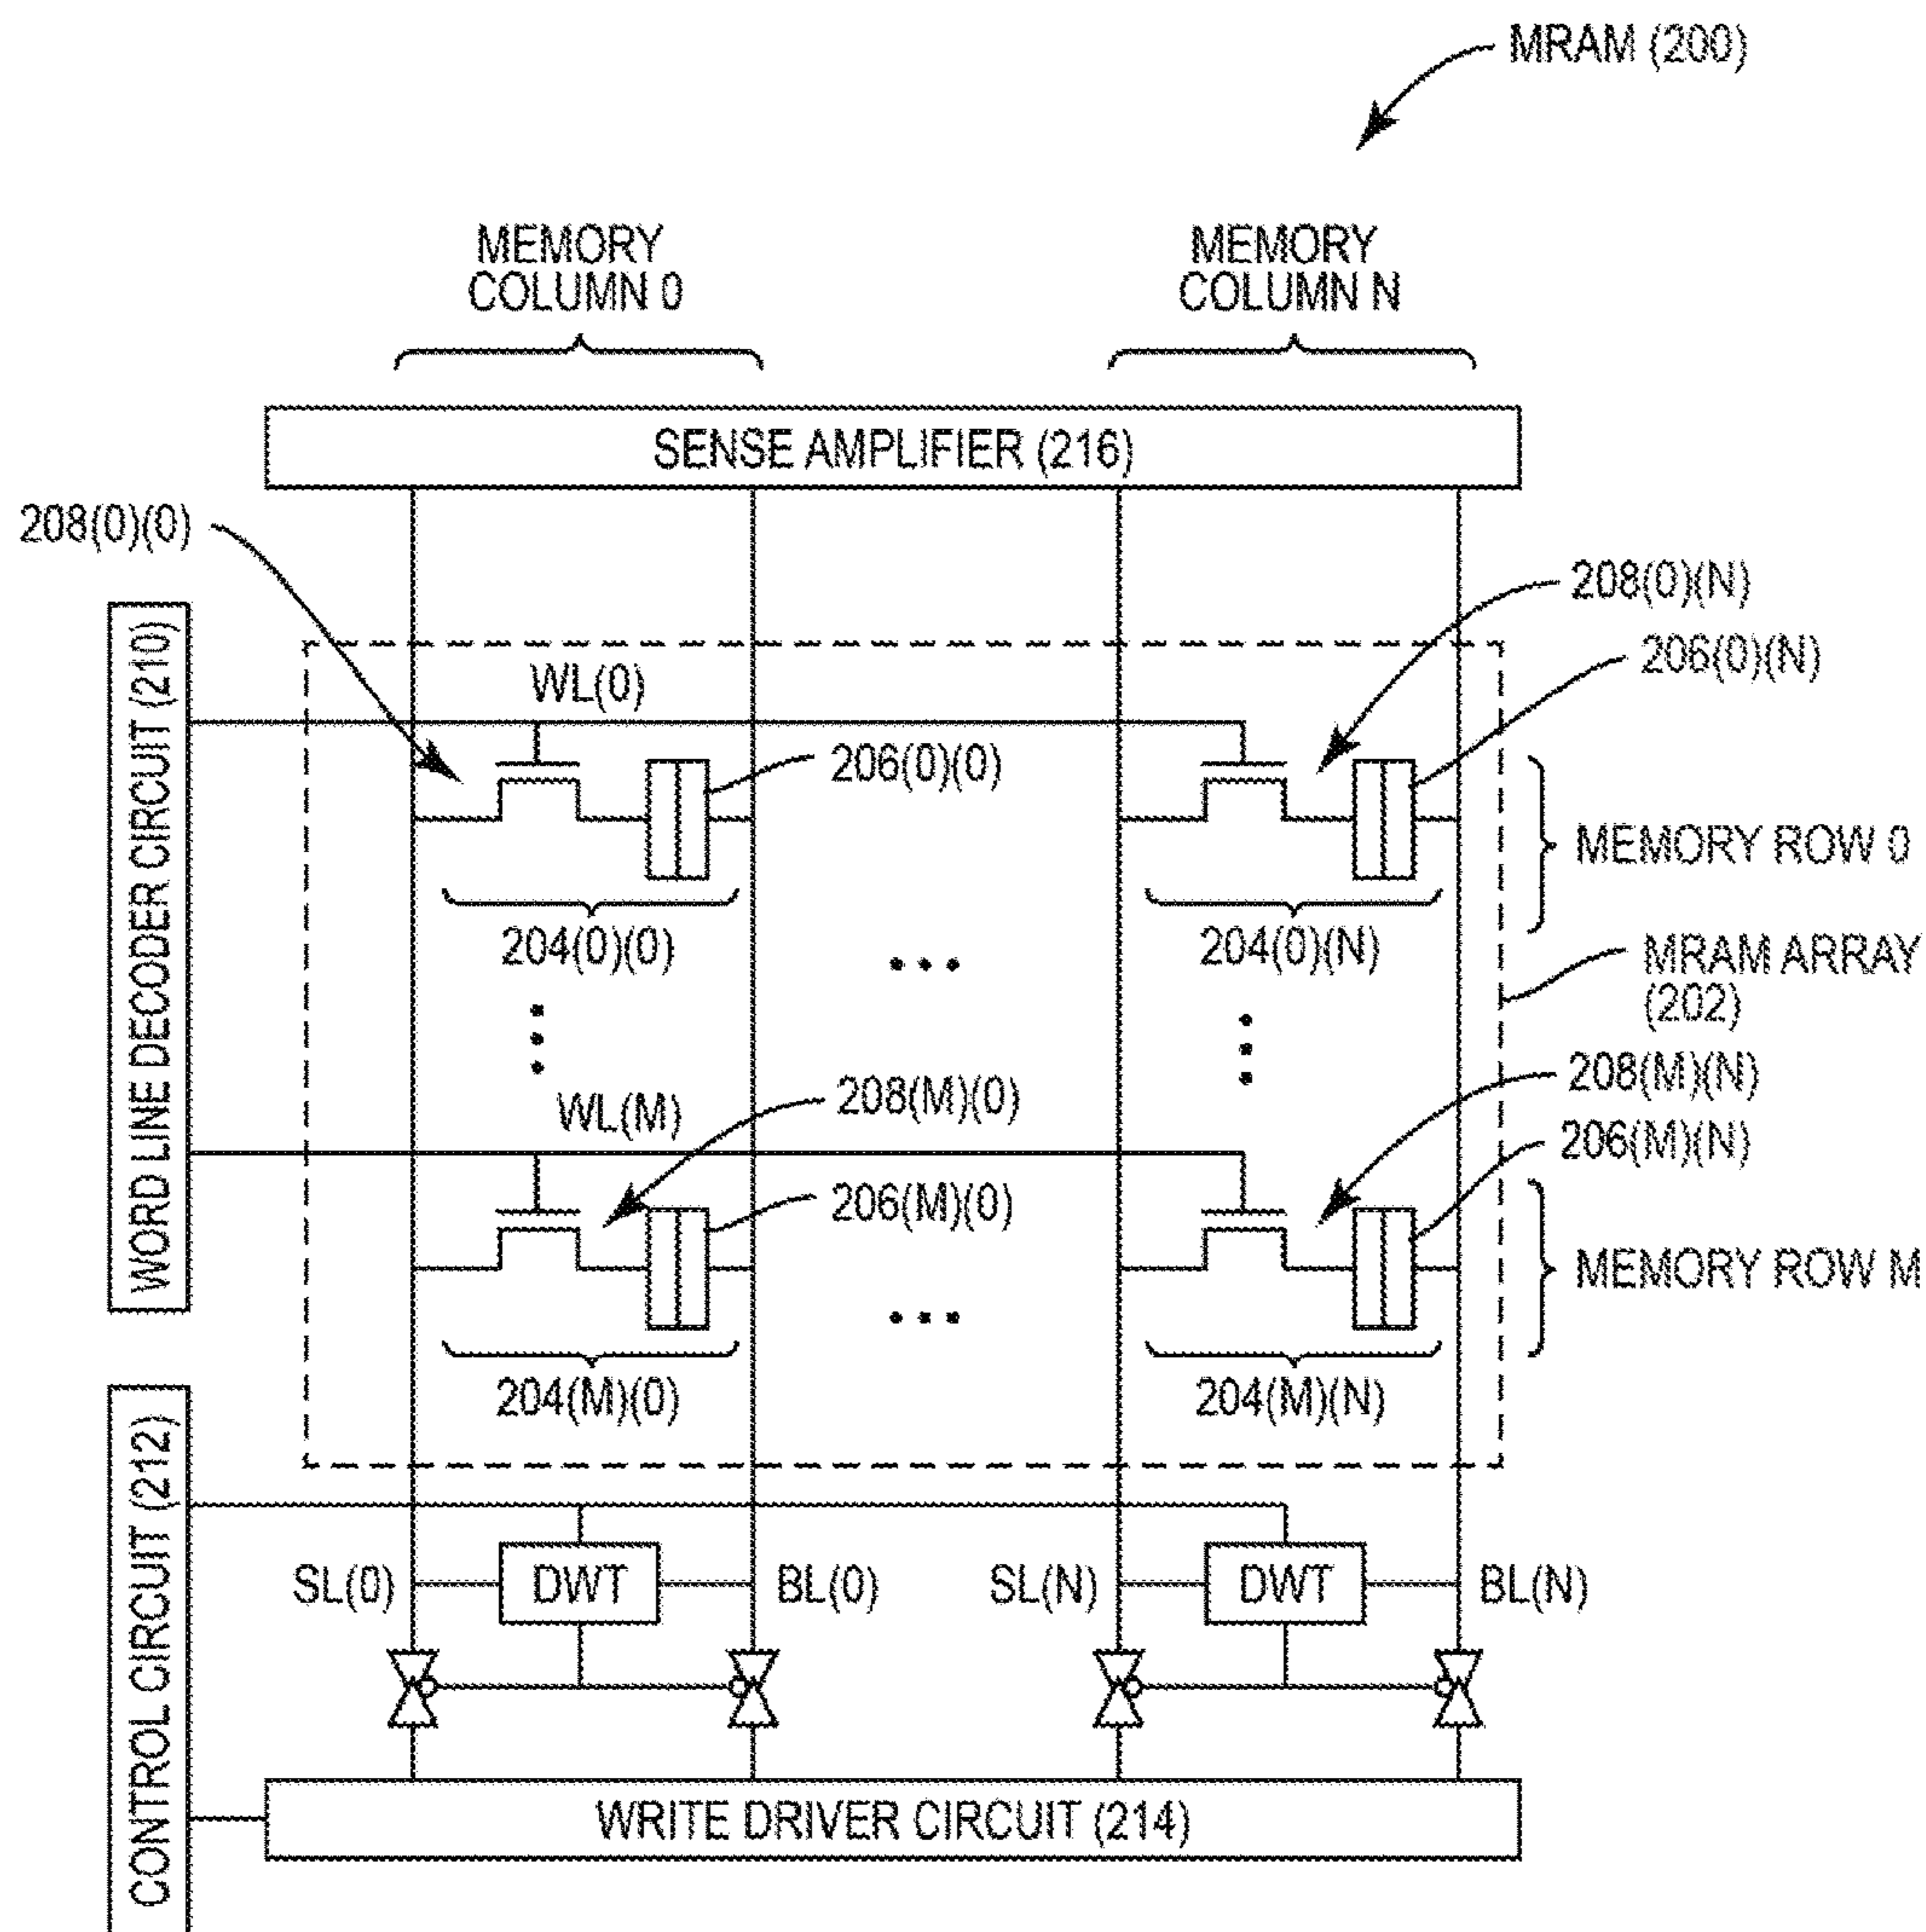 MRAM (200)
MEMORY
COLUMN 0
MEMORY
COLUMN N
SENSE AMPLIFIER (216)
208(0)(0)
208(0)(N)
206(0)(N)
WORD LINE DECODER CIRCUIT (210)
WL(0)
206(0)(0)
MEMORY ROW 0
204(0)(0)
204(0)(N)
MRAM ARRAY
(202)
WL(M)
208(M)(0)
208(M)(N)
206(M)(N)
206(M)(0)
MEMORY ROW M
204(M)(0)
204(M)(N)
CONTROL CIRCUIT (212)
SL(0)
DWT
BL(0)
SL(N)
DWT
BL(N)
WRITE DRIVER CIRCUIT (214)